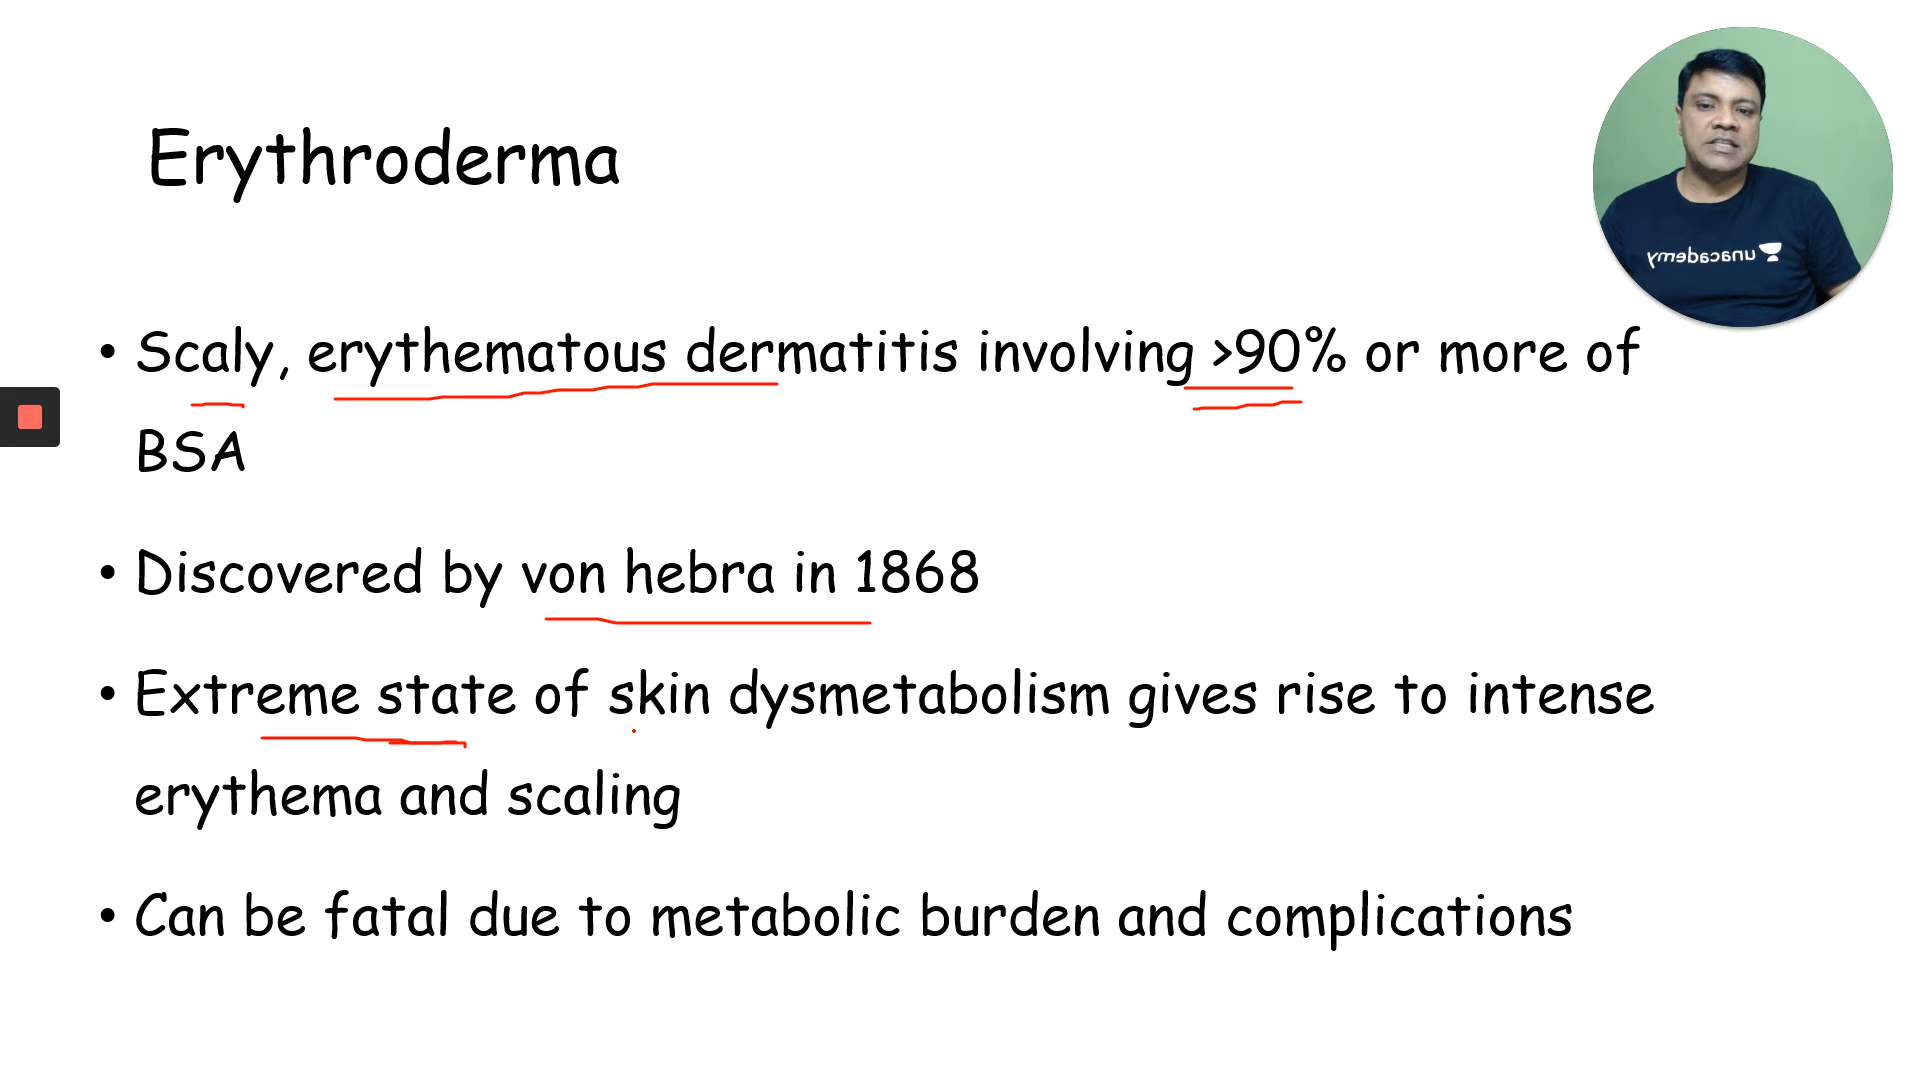 Erythroderma
unacademy
• Scaly, erythematous dermatitis involving >90% or more of
BSA
• Discovered by von hebra in 1868
• Extreme state of skin dysmetabolism gives rise to intense
erythema and scaling
• Can be fatal due to metabolic burden and complications